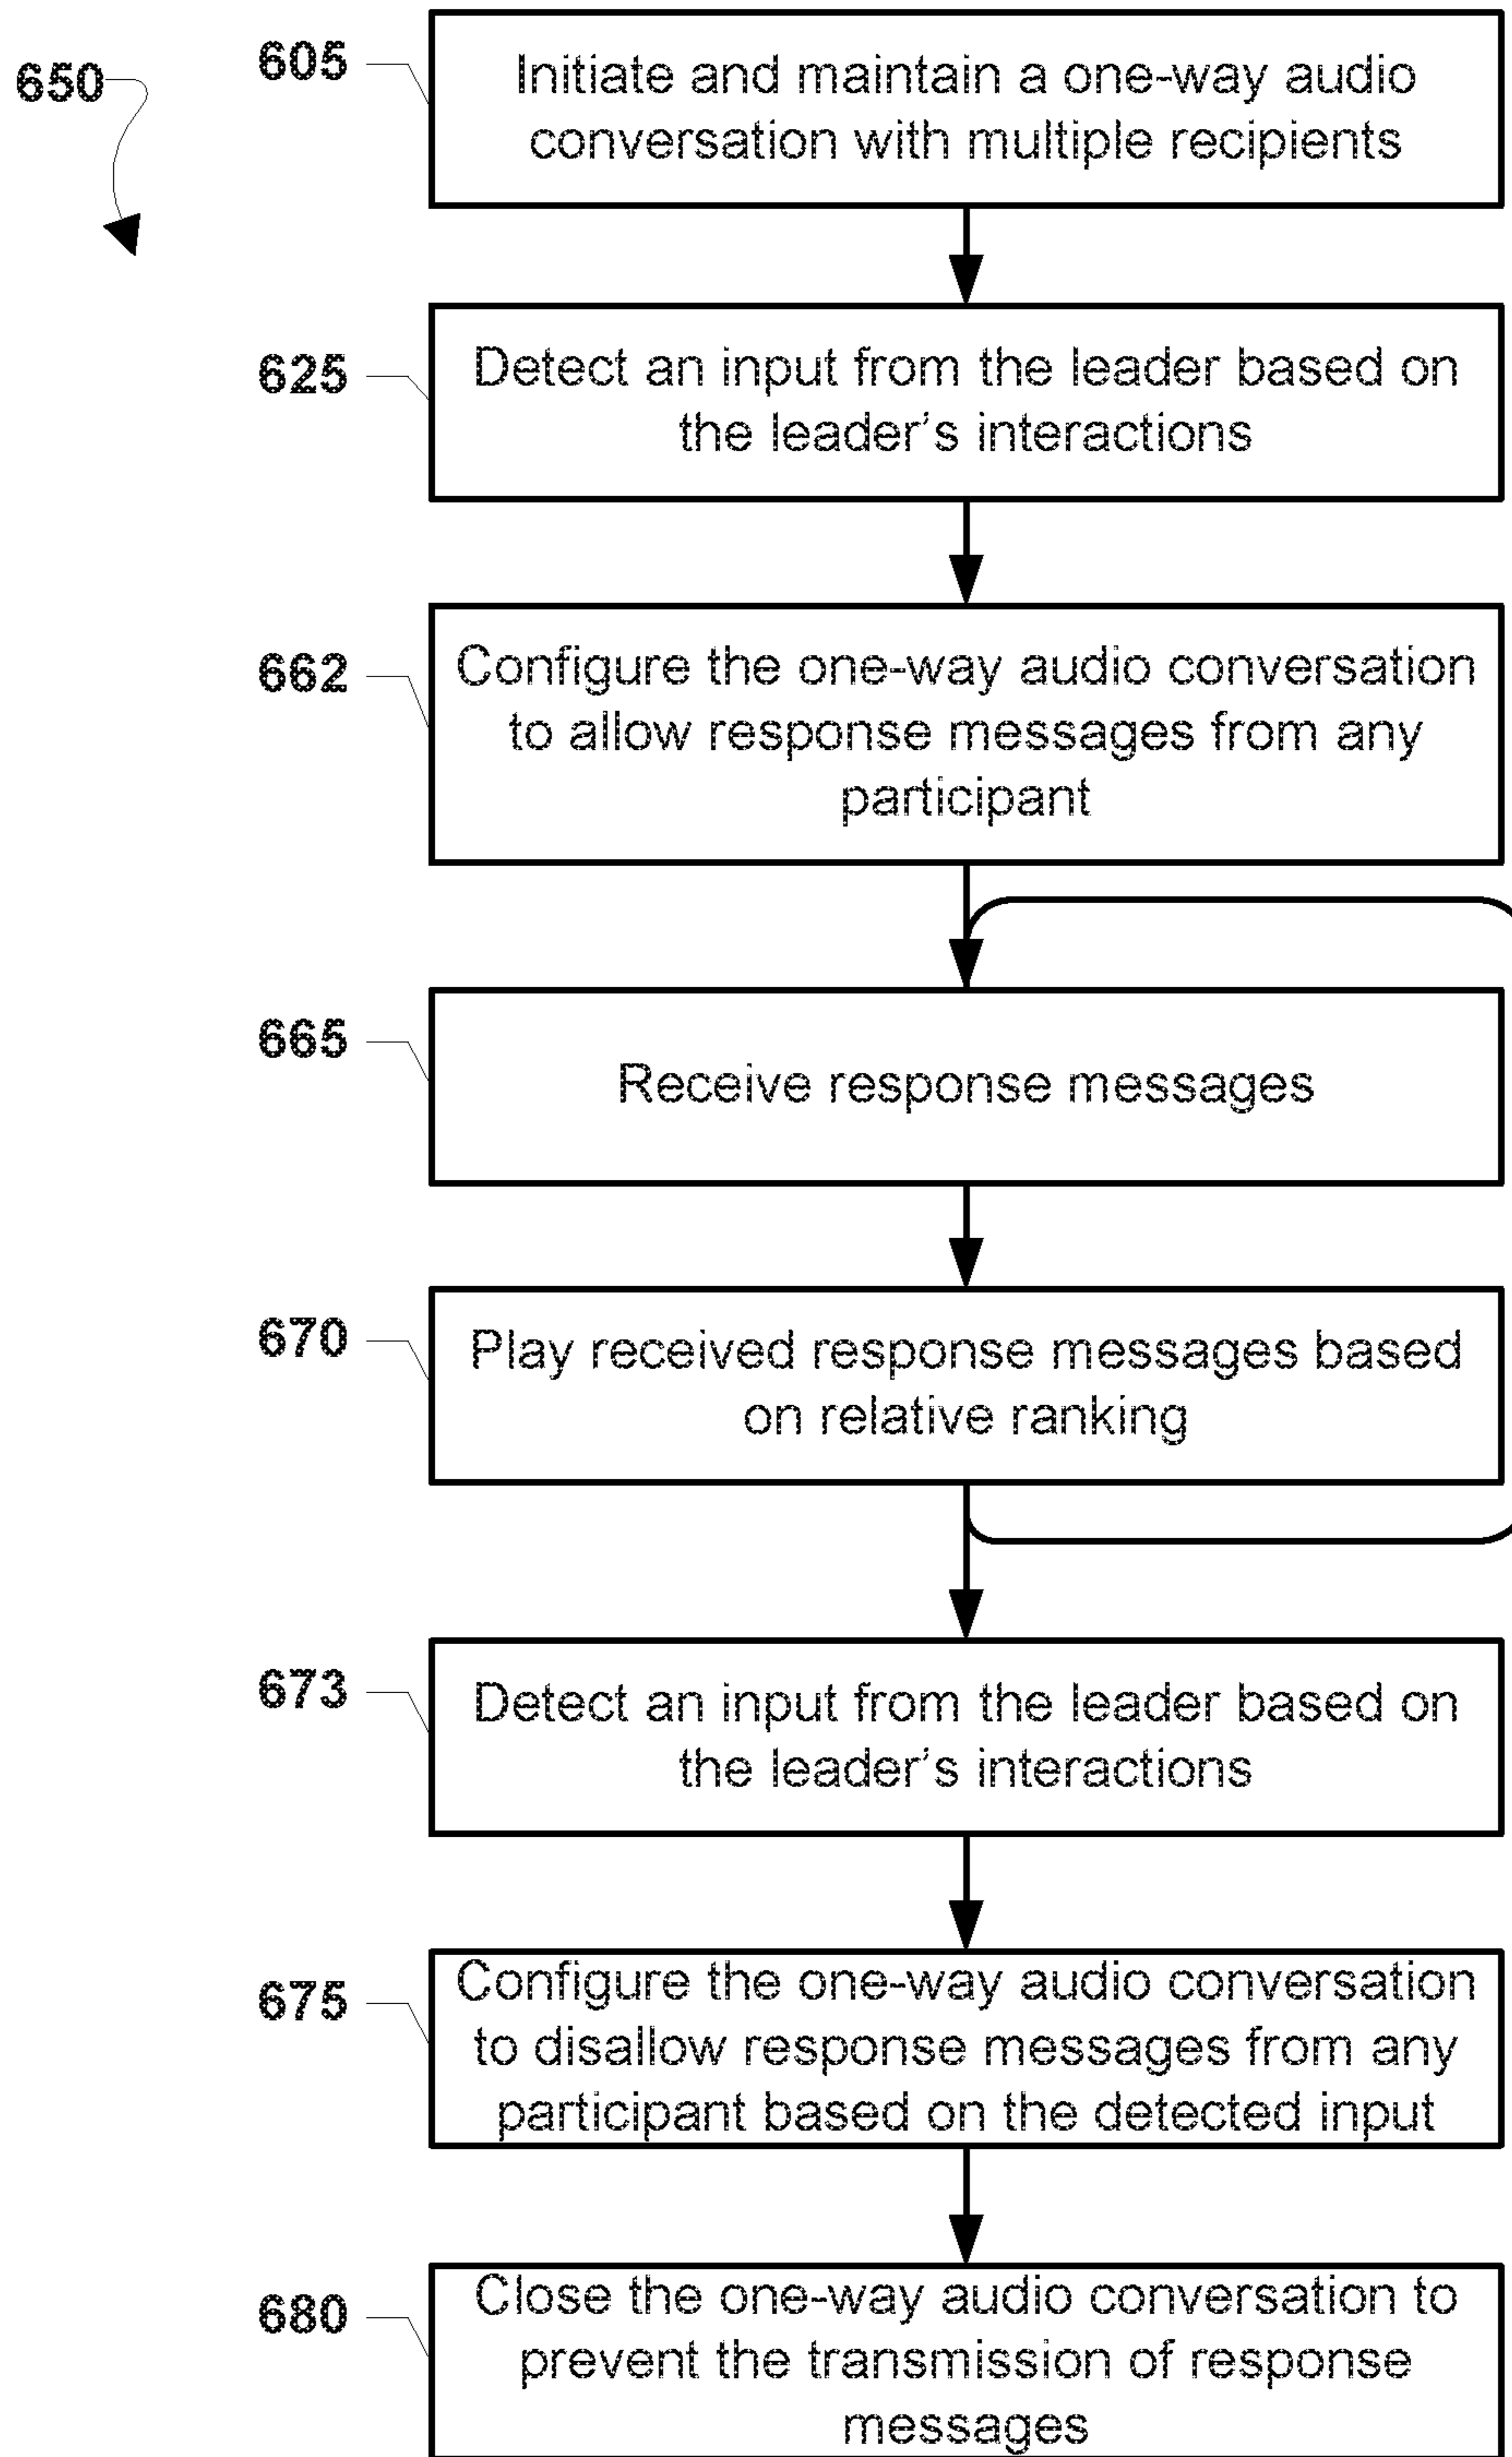 650
605
Initiate and maintain a one-way audio
conversation with multiple recipients
625
Detect an input from the leader based on
the leader's interactions
662
Configure the one-way audio conversation
to allow response messages from any
participant
665
Receive response messages
670
Play received response messages based
on relative ranking
673
Detect an input from the leader based on
the leader's interactions
675
Configure the one-way audio conversation
to disallow response messages from any
participant based on the detected input
680
Close the one-way audio conversation to
prevent the transmission of response
messages